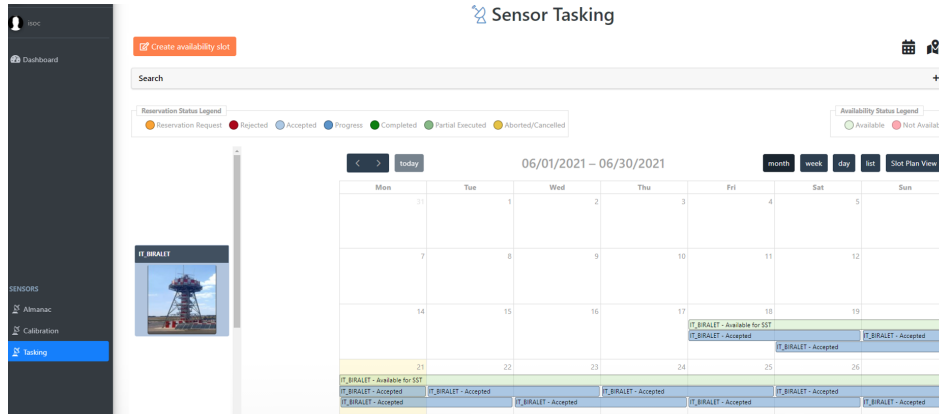 Sensor Tasking
isoc
Create availability slot
Dashboard
Search
+
Reservation Status Legend
Reservation Request Rejected Accepted Progress Completed Partial Executed Aborted/Cancelled
Availability Status Legend
Available Not Availab
< > today
06/01/2021 – 06/30/2021
month week day list Slot Plan View
Mon Tue Wed Thu Fri Sat Sun
31 1 2 3 4 5
IT_BIRALET
7 8 9 10 11 12
SENSORS
Almanac
Calibration
Tasking
14 15 16 17 18 19
IT_BIRALET - Available for SST
IT_BIRALET - Accepted IT_BIRALET - Accepted
IT_BIRALET - Accepted
21 22 23 24 25 26
IT_BIRALET - Available for SST
IT_BIRALET - Accepted IT_BIRALET - Accepted IT_BIRALET - Accepted IT_BIRALET - Accepted
IT_BIRALET - Accepted IT_BIRALET - Accepted IT_BIRALET - Accepted IT_BIRALET - Accepted